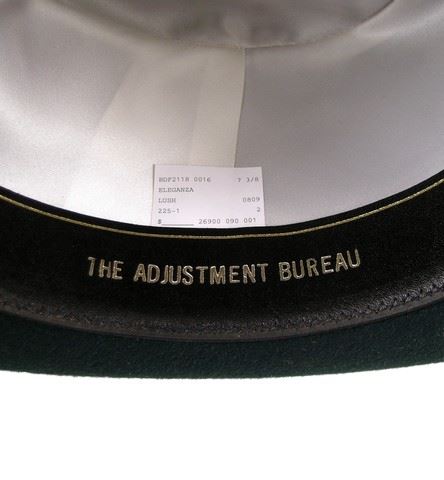 BDF2118 0016 7 3/8
ELEGANZA
LUSH 0809
225-1 2
$ 26900 090 001
THE ADJUSTMENT BUREAU